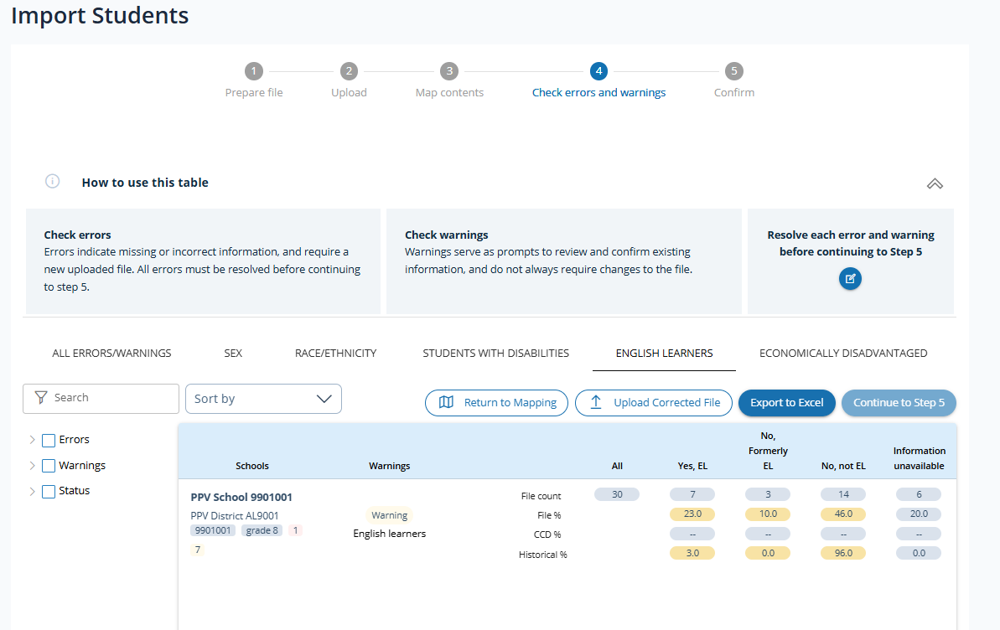 Import Students
1 2 3 4 5
Prepare file Upload Map contents Check errors and warnings Confirm
How to use this table
Check errors
Errors indicate missing or incorrect information, and require a
new uploaded file. All errors must be resolved before continuing
to step 5.
Check warnings
Warnings serve as prompts to review and confirm existing
information, and do not always require changes to the file.
Resolve each error and warning
before continuing to Step 5
ALL ERRORS/WARNINGS SEX RACE/ETHNICITY STUDENTS WITH DISABILITIES ENGLISH LEARNERS ECONOMICALLY DISADVANTAGED
Search Sort by Return to Mapping Upload Corrected File Export to Excel Continue to Step 5
Errors
Warnings
Status
Schools Warnings All Yes, EL No, Formerly EL No, not EL Information unavailable
PPV School 9901001
PPV District AL9001
9901001 grade 8 1
7
Warning
English learners
File count 30 7 3 14 6
File % 23.0 10.0 46.0 20.0
CCD % -- -- -- --
Historical % 3.0 0.0 96.0 0.0